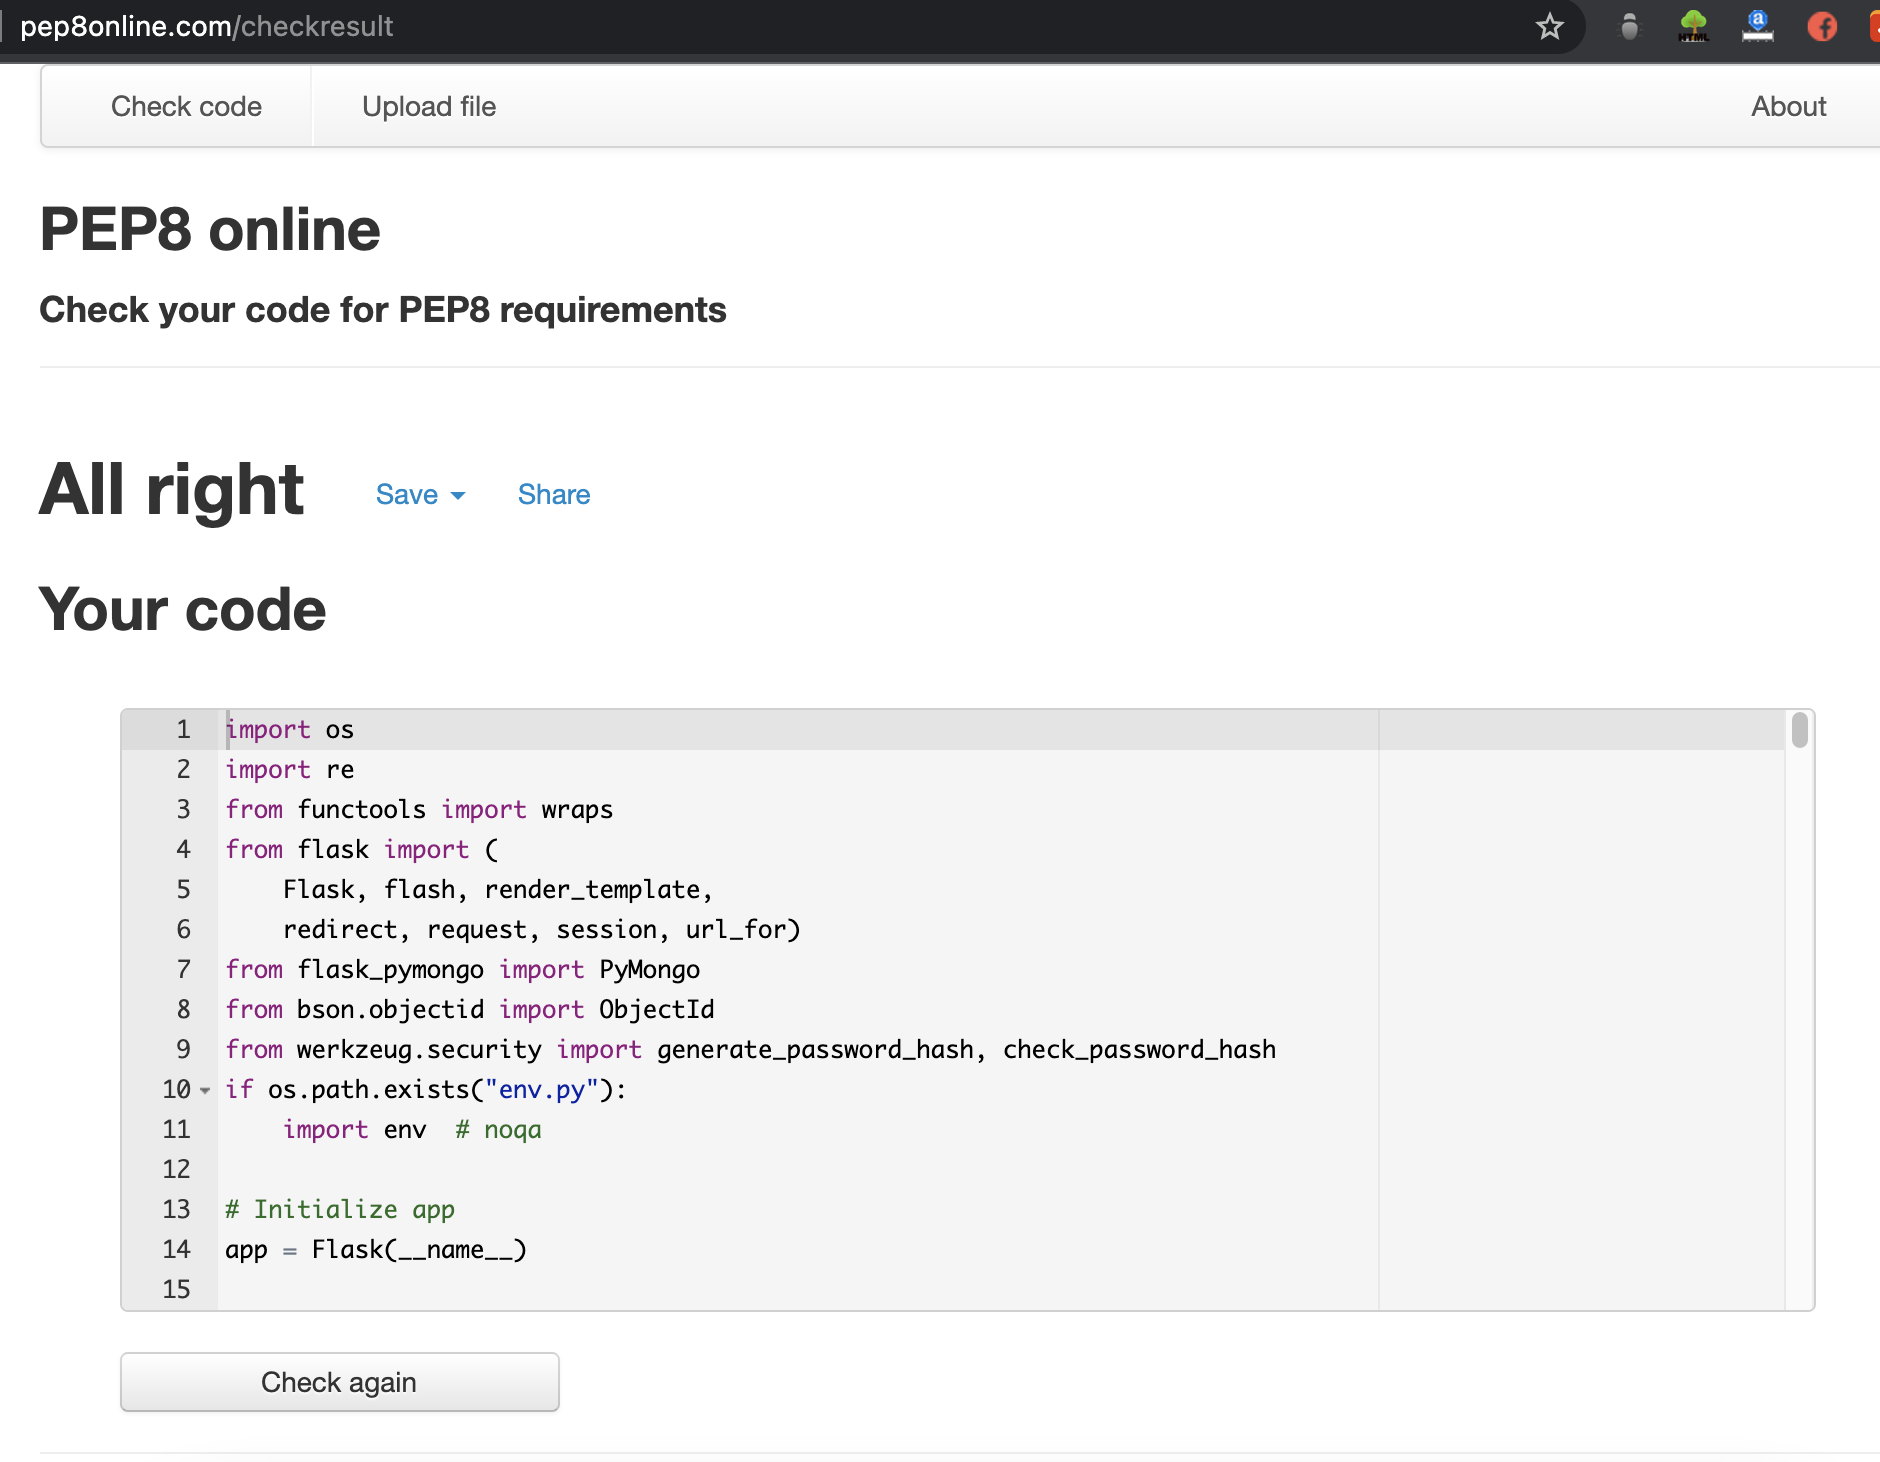 pep8online.com/checkresult
HTML
a
f
Check code Upload file About
PEP8 online
Check your code for PEP8 requirements
All right Save Share
Your code
1 import os
2 import re
3 from functools import wraps
4 from flask import (
5     Flask, flash, render_template,
6     redirect, request, session, url_for)
7 from flask_pymongo import PyMongo
8 from bson.objectid import ObjectId
9 from werkzeug.security import generate_password_hash, check_password_hash
10 if os.path.exists("env.py"):
11     import env  # noqa
12
13 # Initialize app
14 app = Flask(__name__)
15
Check again